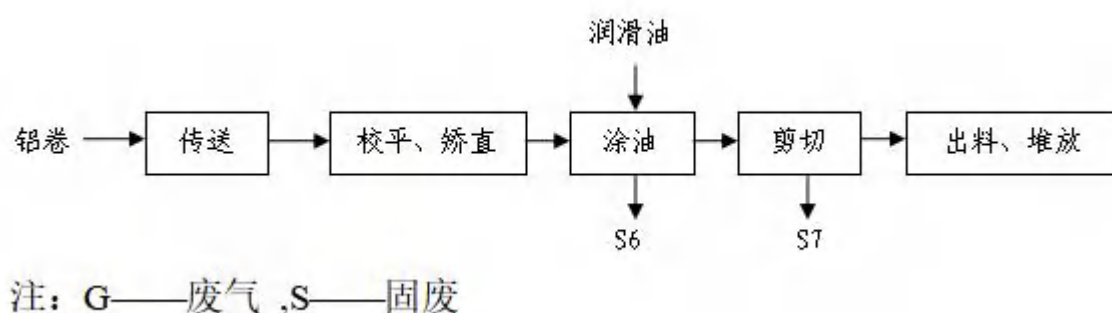 润滑油
铝卷 传送 校平、矫直 涂油 剪切 出料、堆放
S6 S7
注：G——废气 ,S——固废